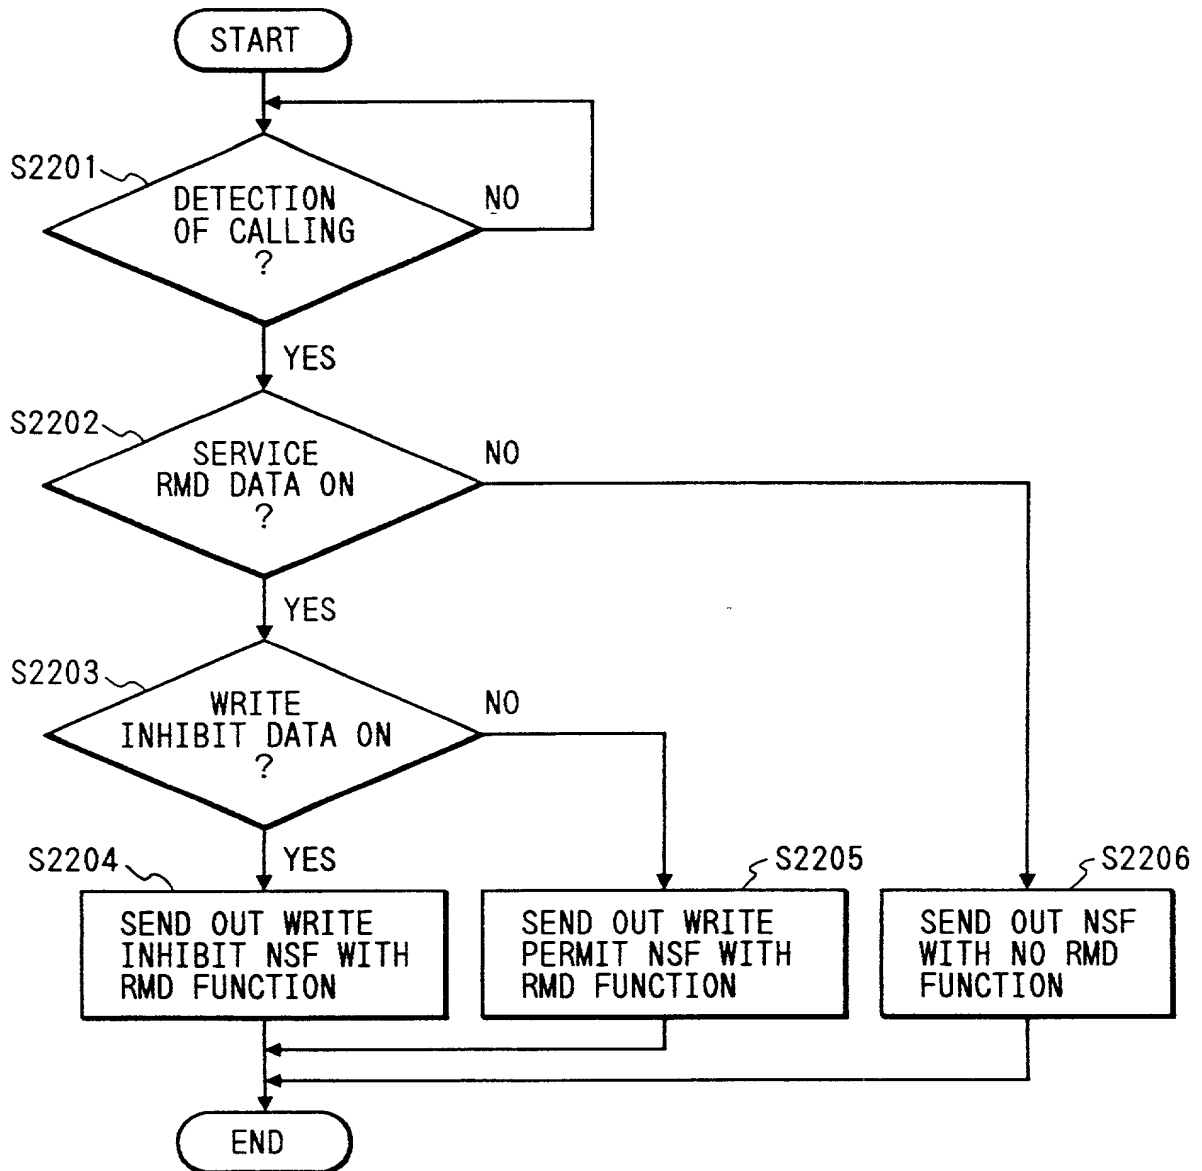 START
S2201
DETECTION
OF CALLING
?
NO
YES
S2202
SERVICE
RMD DATA ON
?
NO
YES
S2203
WRITE
INHIBIT DATA ON
?
NO
YES
S2204
SEND OUT WRITE
INHIBIT NSF WITH
RMD FUNCTION
S2205
SEND OUT WRITE
PERMIT NSF WITH
RMD FUNCTION
S2206
SEND OUT NSF
WITH NO RMD
FUNCTION
END